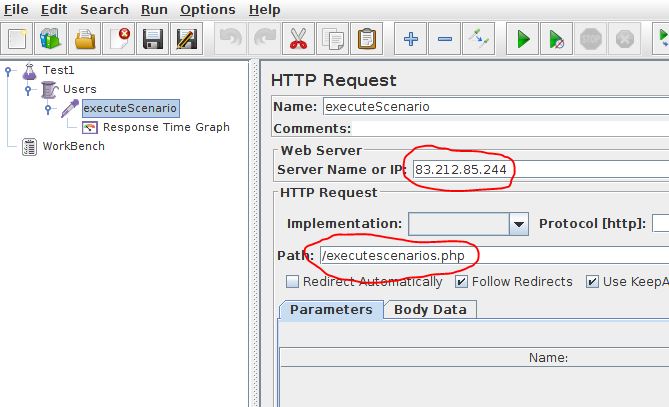 File Edit Search Run Options Help
Test1
Users
executeScenario
Response Time Graph
WorkBench
HTTP Request
Name: executeScenario
Comments:
Web Server
Server Name or IP: 83.212.85.244
HTTP Request
Implementation: Protocol [http]:
Path: /executescenarios.php
Redirect Automatically Follow Redirects Use KeepA
Parameters Body Data
Name: